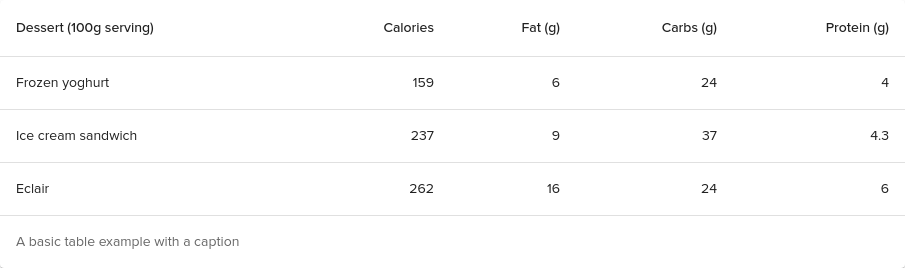 Dessert (100g serving) Calories Fat (g) Carbs (g) Protein (g)
Frozen yoghurt 159 6 24 4
Ice cream sandwich 237 9 37 4.3
Eclair 262 16 24 6
A basic table example with a caption